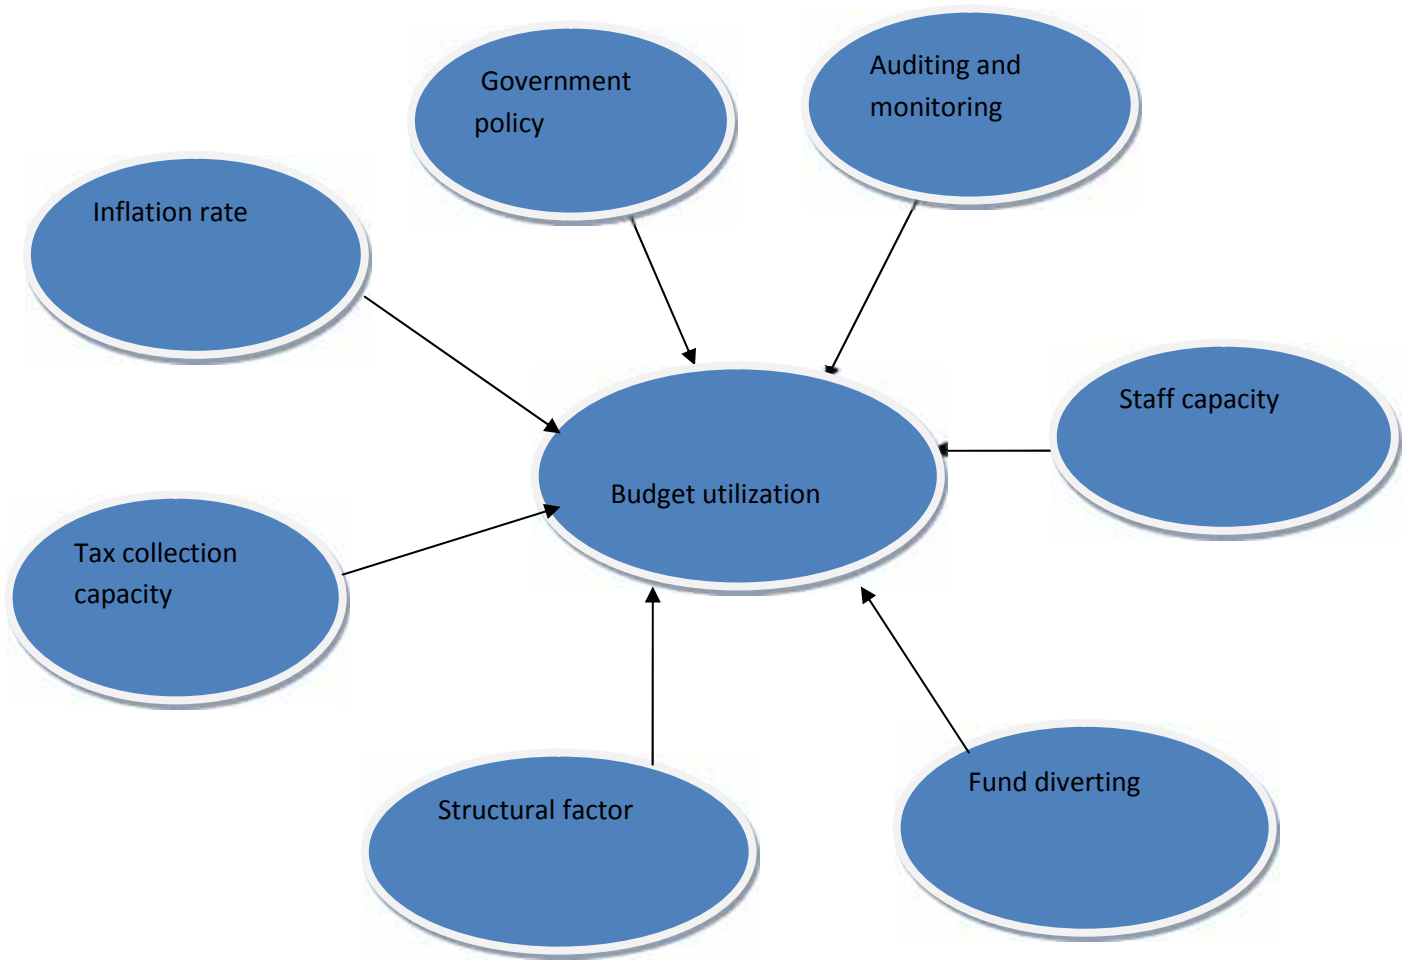 Government
policy
Auditing and
monitoring
Inflation rate
Staff capacity
Budget utilization
Tax collection
capacity
Structural factor
Fund diverting